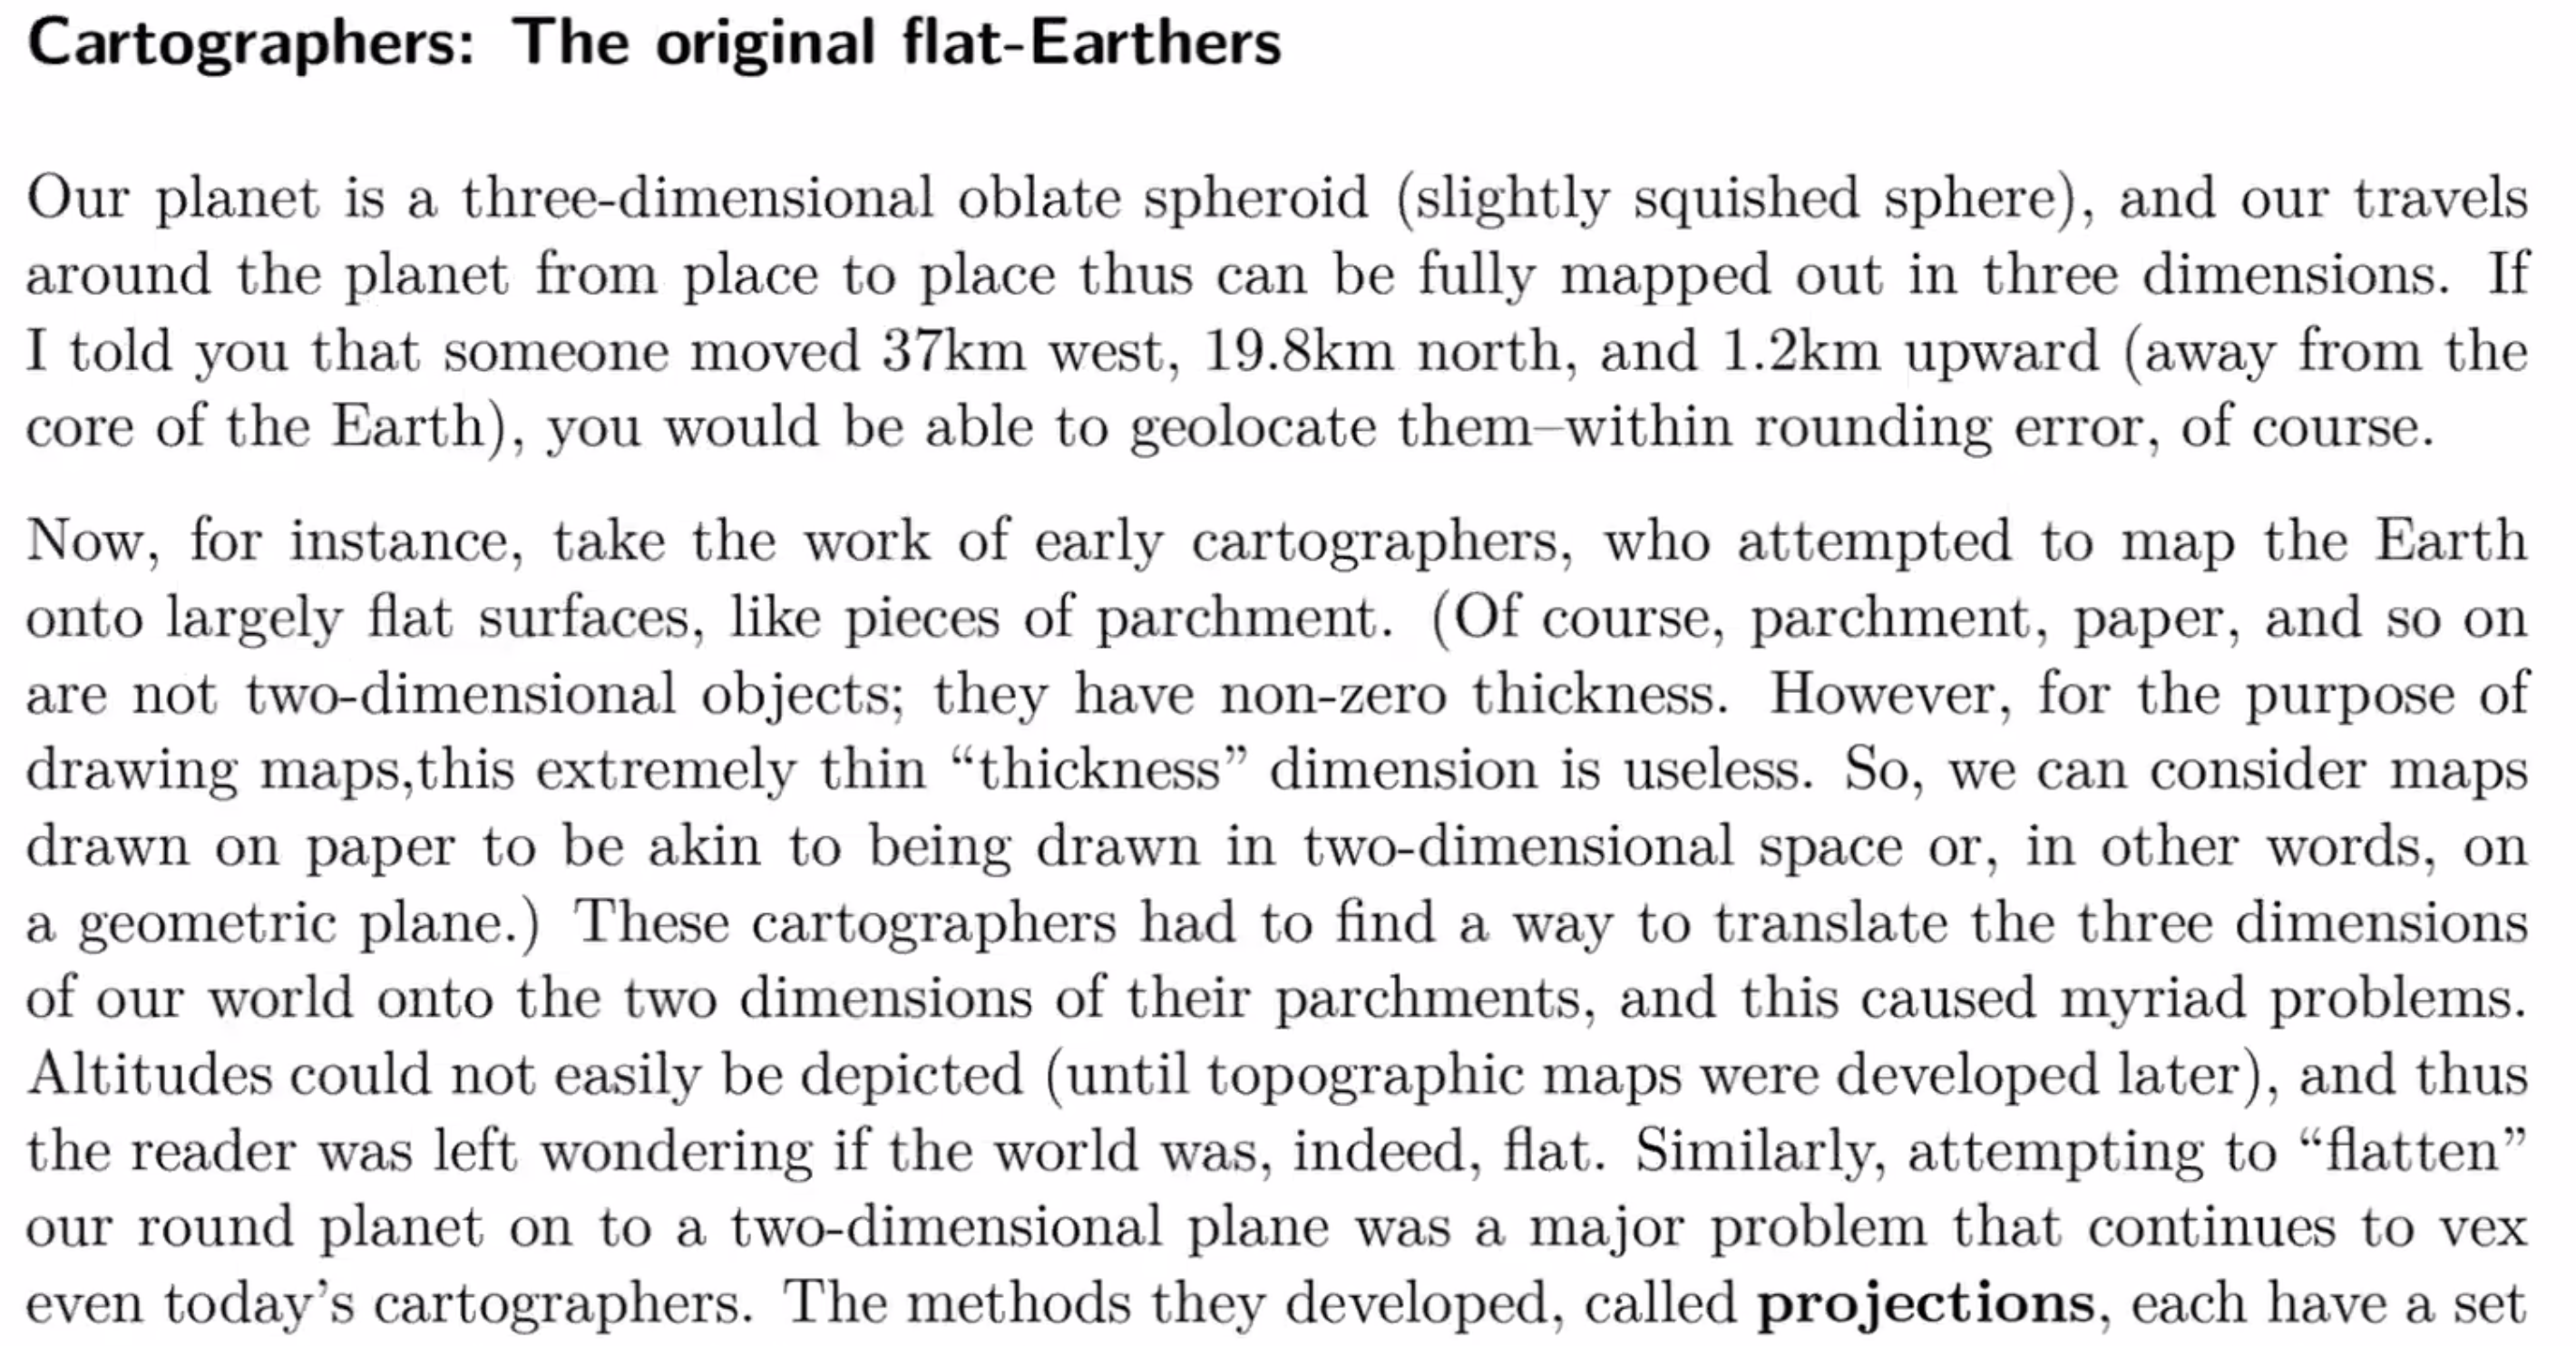 Cartographers: The original flat-Earthers
Our planet is a three-dimensional oblate spheroid (slightly squished sphere), and our travels
around the planet from place to place thus can be fully mapped out in three dimensions. If
I told you that someone moved 37km west, 19.8km north, and 1.2km upward (away from the
core of the Earth), you would be able to geolocate them–within rounding error, of course.
Now, for instance, take the work of early cartographers, who attempted to map the Earth
onto largely flat surfaces, like pieces of parchment. (Of course, parchment, paper, and so on
are not two-dimensional objects; they have non-zero thickness. However, for the purpose of
drawing maps,this extremely thin “thickness” dimension is useless. So, we can consider maps
drawn on paper to be akin to being drawn in two-dimensional space or, in other words, on
a geometric plane.) These cartographers had to find a way to translate the three dimensions
of our world onto the two dimensions of their parchments, and this caused myriad problems.
Altitudes could not easily be depicted (until topographic maps were developed later), and thus
the reader was left wondering if the world was, indeed, flat. Similarly, attempting to “flatten”
our round planet on to a two-dimensional plane was a major problem that continues to vex
even today’s cartographers. The methods they developed, called projections, each have a set